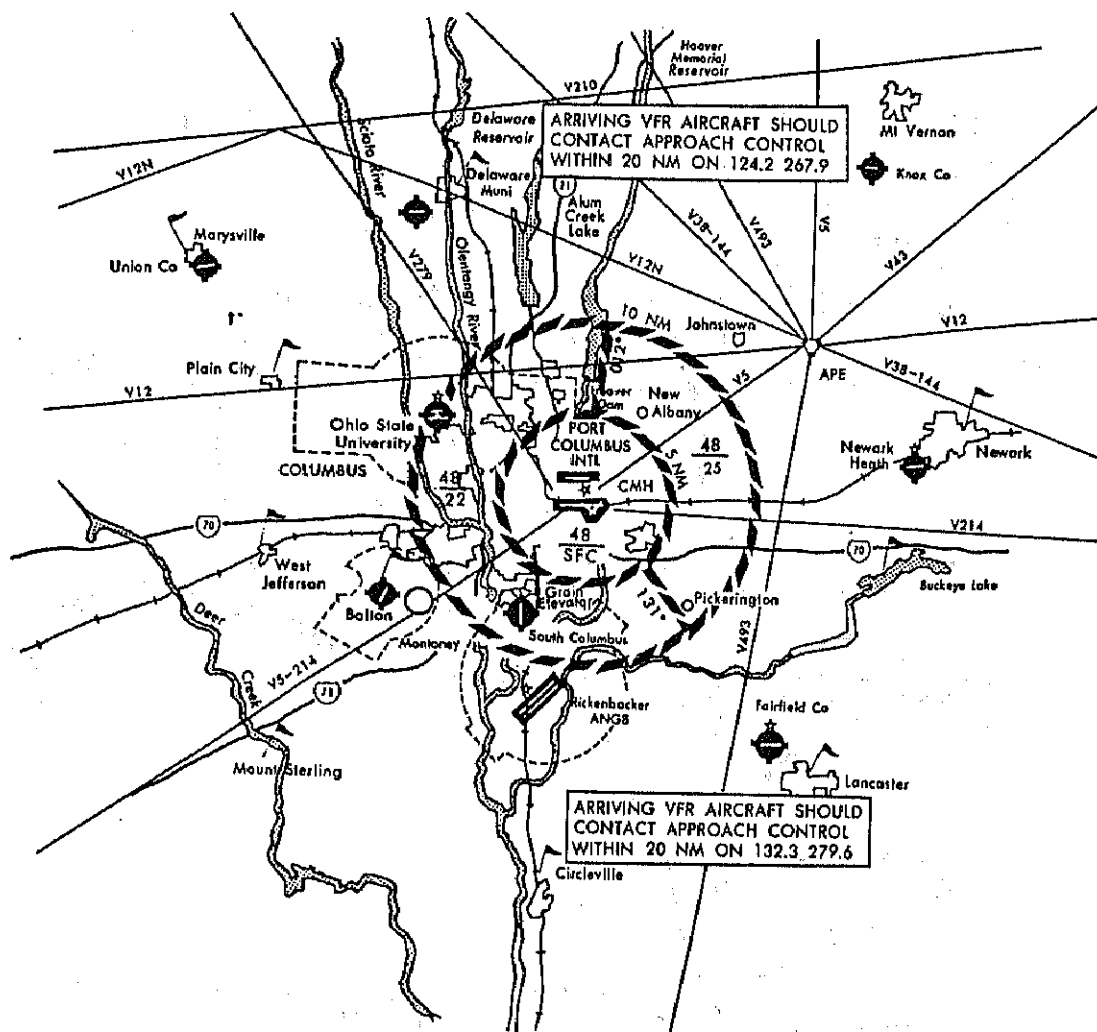 Hoover
Memorial
Reservoir
V210
Delaware
Reservoir
ARRIVING VFR AIRCRAFT SHOULD
CONTACT APPROACH CONTROL
WITHIN 20 NM ON 124.2 267.9
Mt Vernon
Knox Co
V12N
Scioto River
Delaware
Muni
21
Alum
Creek
Lake
V38-144
V493
V5
V43
Marysville
Union Co
V279
Olentangy River
V12N
10 NM
Johnstown
V12
012°
Plain City
V12
V5
APE
V38-144
Ohio State
University
COLUMBUS
PORT
COLUMBUS
INTL
New
Albany
48
25
5 NM
Newark
Heath
Newark
48
22
CMH
V214
70
West
Jefferson
48
SFC
70
Buckeye Lake
Bolton
Grain
Elevator
131°
Pickerington
South Columbus
Deer
Creek
V5-214
V493
Rickenbacker
ANGB
Fairfield Co
Mount Sterling
Lancaster
ARRIVING VFR AIRCRAFT SHOULD
CONTACT APPROACH CONTROL
WITHIN 20 NM ON 132.3 279.6
Circleville